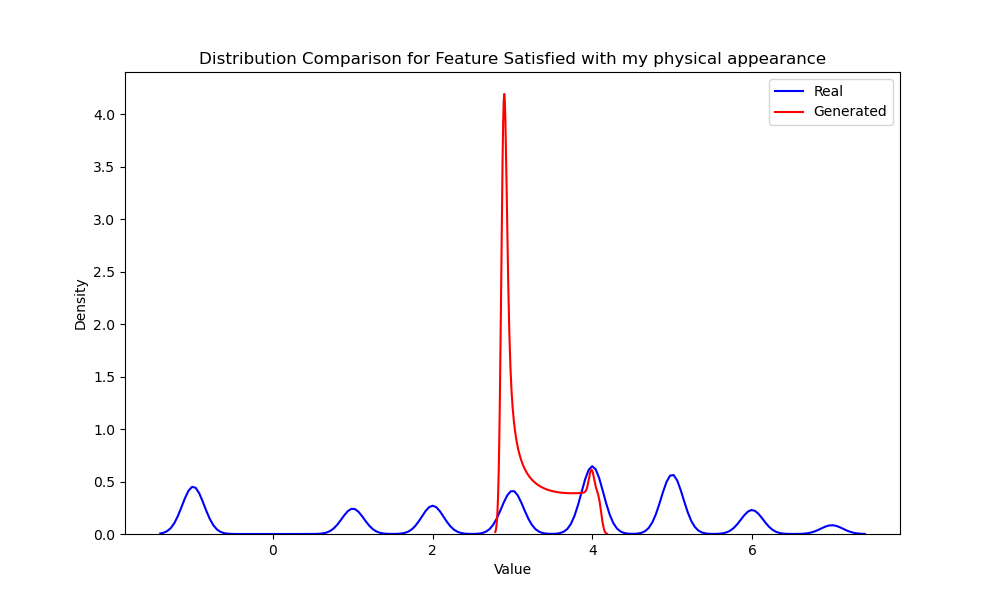 Distribution Comparison for Feature Satisfied with my physical appearance
Real
Generated
4.0
3.5
3.0
2.5
2.0
1.5
1.0
0.5
0.0
Density
0 2 4 6
Value